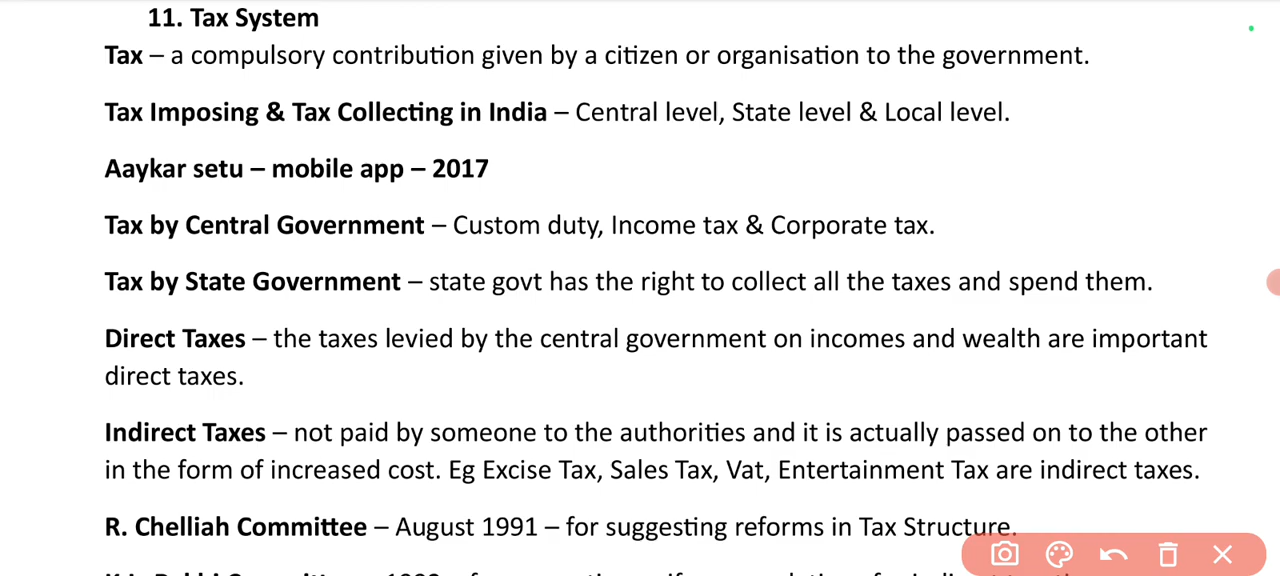 11. Tax System
Tax – a compulsory contribution given by a citizen or organisation to the government.
Tax Imposing & Tax Collecting in India – Central level, State level & Local level.
Aaykar setu – mobile app – 2017
Tax by Central Government – Custom duty, Income tax & Corporate tax.
Tax by State Government – state govt has the right to collect all the taxes and spend them.
Direct Taxes – the taxes levied by the central government on incomes and wealth are important
direct taxes.
Indirect Taxes – not paid by someone to the authorities and it is actually passed on to the other
in the form of increased cost. Eg Excise Tax, Sales Tax, Vat, Entertainment Tax are indirect taxes.
R. Chelliah Committee – August 1991 – for suggesting reforms in Tax Structure.